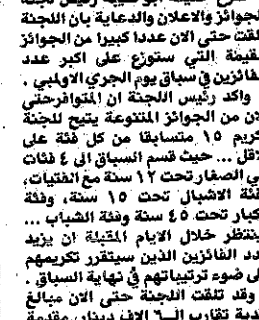 الجوائز والاعلان والدعاية بان اللجنة
تلقت حتى الان عددا كبيرا من الجوائز
القيمة التي ستوزع على اكبر عدد
الفائزين في سباق يوم الجري الاولمبي .
واكد رئيس اللجنة ان المتوافر حتى
الان من الجوائز المتنوعة يتيح للجنة
تكريم ١٥ متسابقا من كل فئة على
الاقل ... حيث قسم السباق الى ٤ فئات
هي الصغار تحت ١٢ سنة مع الفتيات ،
وفئة الاشبال تحت ١٥ سنة ، وفئة
الكبار تحت ٤٥ سنة وفئة الشباب ...
وينتظر خلال الايام المقبلة ان يزيد
عدد الفائزين الذين سيتقرر تكريمهم
على ضوء ترتيباتهم في نهاية السباق .
وقد تلقت اللجنة حتى الان مبالغ
نقدية تقارب الـ ٦ الاف دينار ، مقدمة